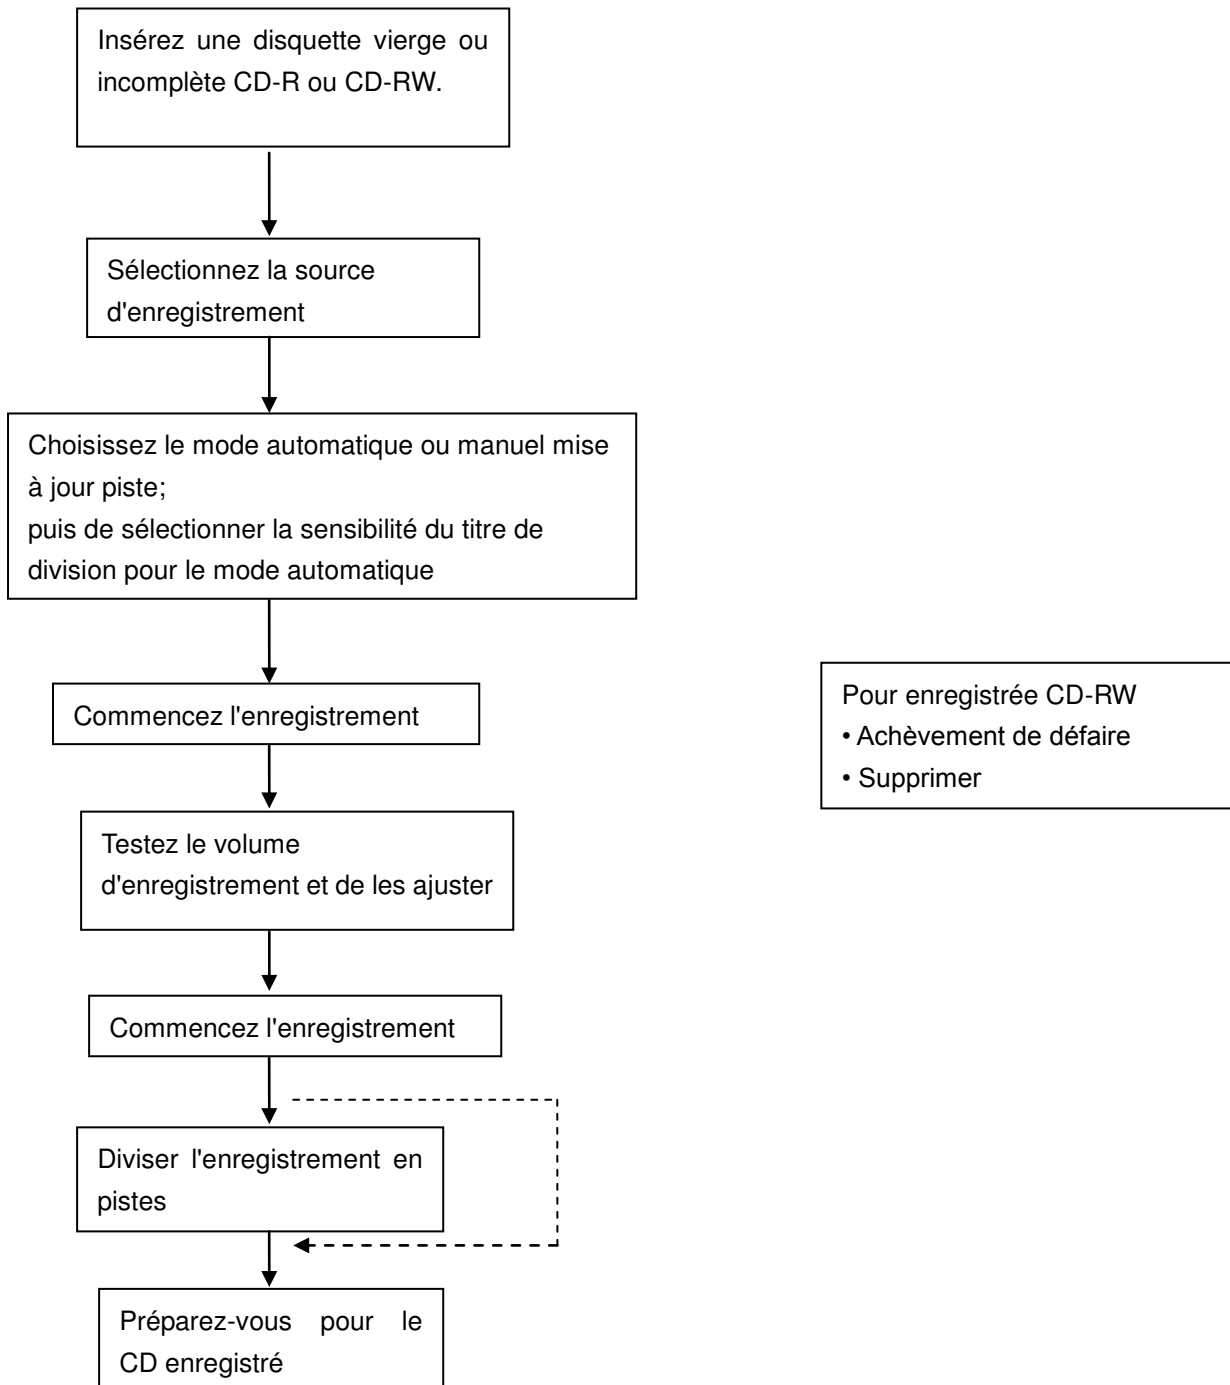 Insérez une disquette vierge ou
incomplète CD-R ou CD-RW.
Sélectionnez la source
d'enregistrement
Choisissez le mode automatique ou manuel mise
à jour piste;
puis de sélectionner la sensibilité du titre de
division pour le mode automatique
Commencez l'enregistrement
Pour enregistrée CD-RW
• Achèvement de défaire
• Supprimer
Testez le volume
d'enregistrement et de les ajuster
Commencez l'enregistrement
Diviser l'enregistrement en
pistes
Préparez-vous pour le
CD enregistré